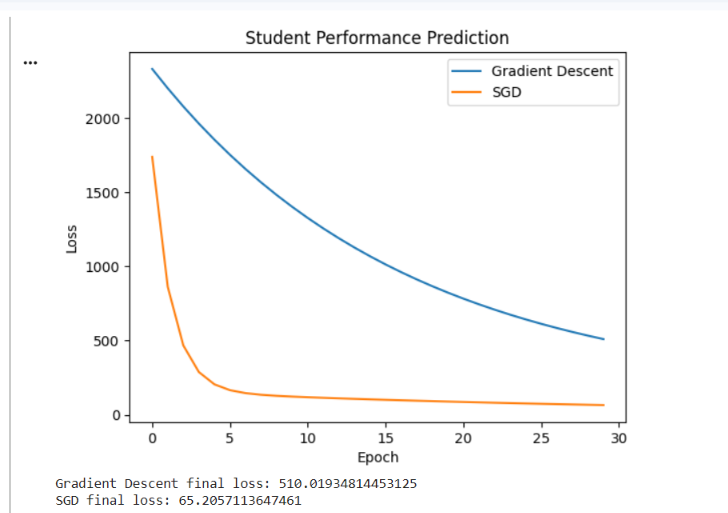 ...
Student Performance Prediction
Gradient Descent
SGD
2000
1500
1000
500
0
Loss
0 5 10 15 20 25 30
Epoch
Gradient Descent final loss: 510.01934814453125
SGD final loss: 65.2057113647461